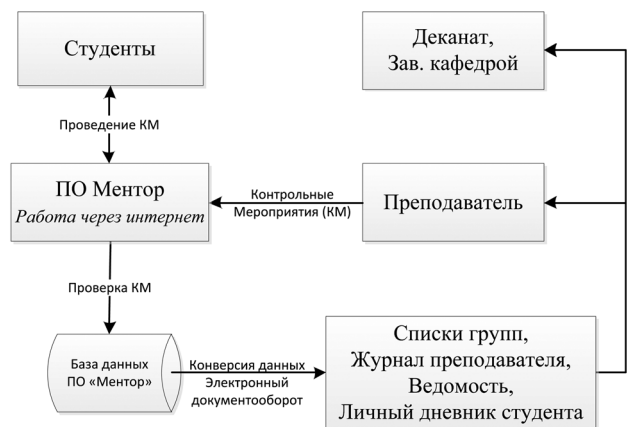 Студенты
Деканат,
Зав. кафедрой
Проведение КМ
ПО Ментор
Работа через интернет
Контрольные
Мероприятия (КМ)
Преподаватель
Проверка КМ
База данных
ПО «Ментор»
Конверсия данных
Электронный
документооборот
Списки групп,
Журнал преподавателя,
Ведомость,
Личный дневник студента